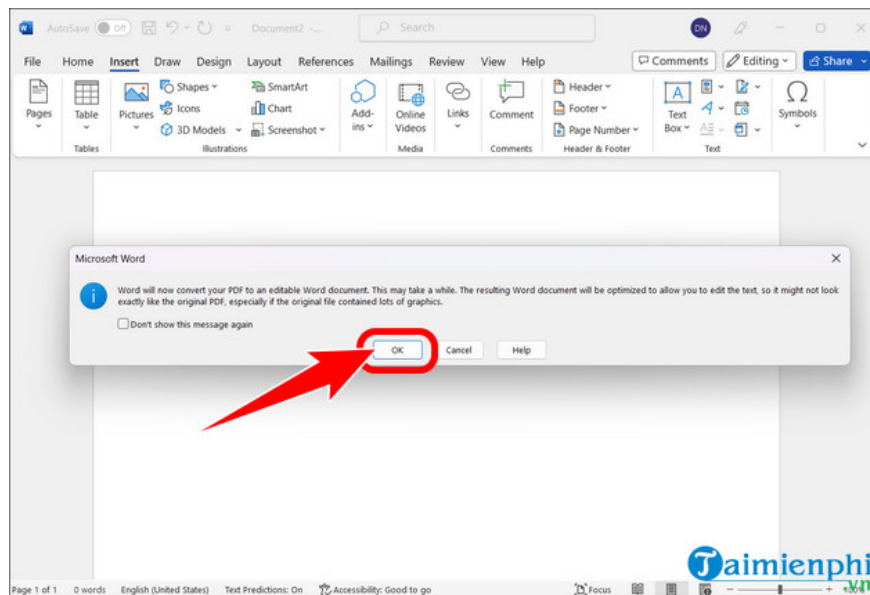 AutoSave Off Document2 -... Search DN
File Home Insert Draw Design Layout References Mailings Review View Help Comments Editing Share
Pages Table Pictures Shapes SmartArt Add- Online Links Comment Header Text Symbols
Icons Chart ins Videos Footer Box
3D Models Screenshot Page Number
Tables Illustrations Media Comments Header & Footer Text
Microsoft Word
Word will now convert your PDF to an editable Word document. This may take a while. The resulting Word document will be optimized to allow you to edit the text, so it might not look
exactly like the original PDF, especially if the original file contained lots of graphics.
Don't show this message again
OK Cancel Help
Taimienphi
.vn
Page 1 of 1 0 words English (United States) Text Predictions: On Accessibility: Good to go Focus